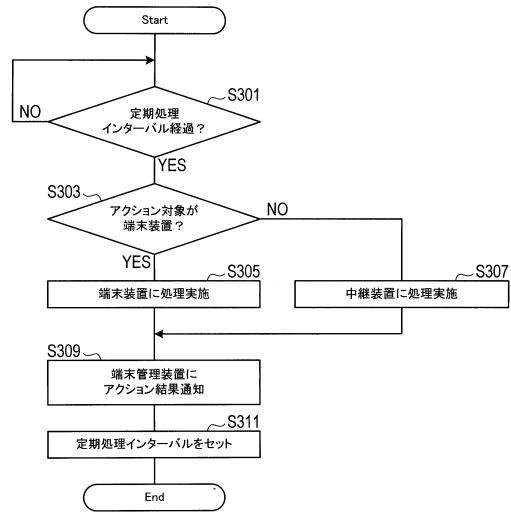 Start
S301
定期処理
インターバル経過?
NO
YES
S303
アクション対象が
端末装置?
NO
YES
S305
端末装置に処理実施
S307
中継装置に処理実施
S309
端末管理装置に
アクション結果通知
S311
定期処理インターバルをセット
End